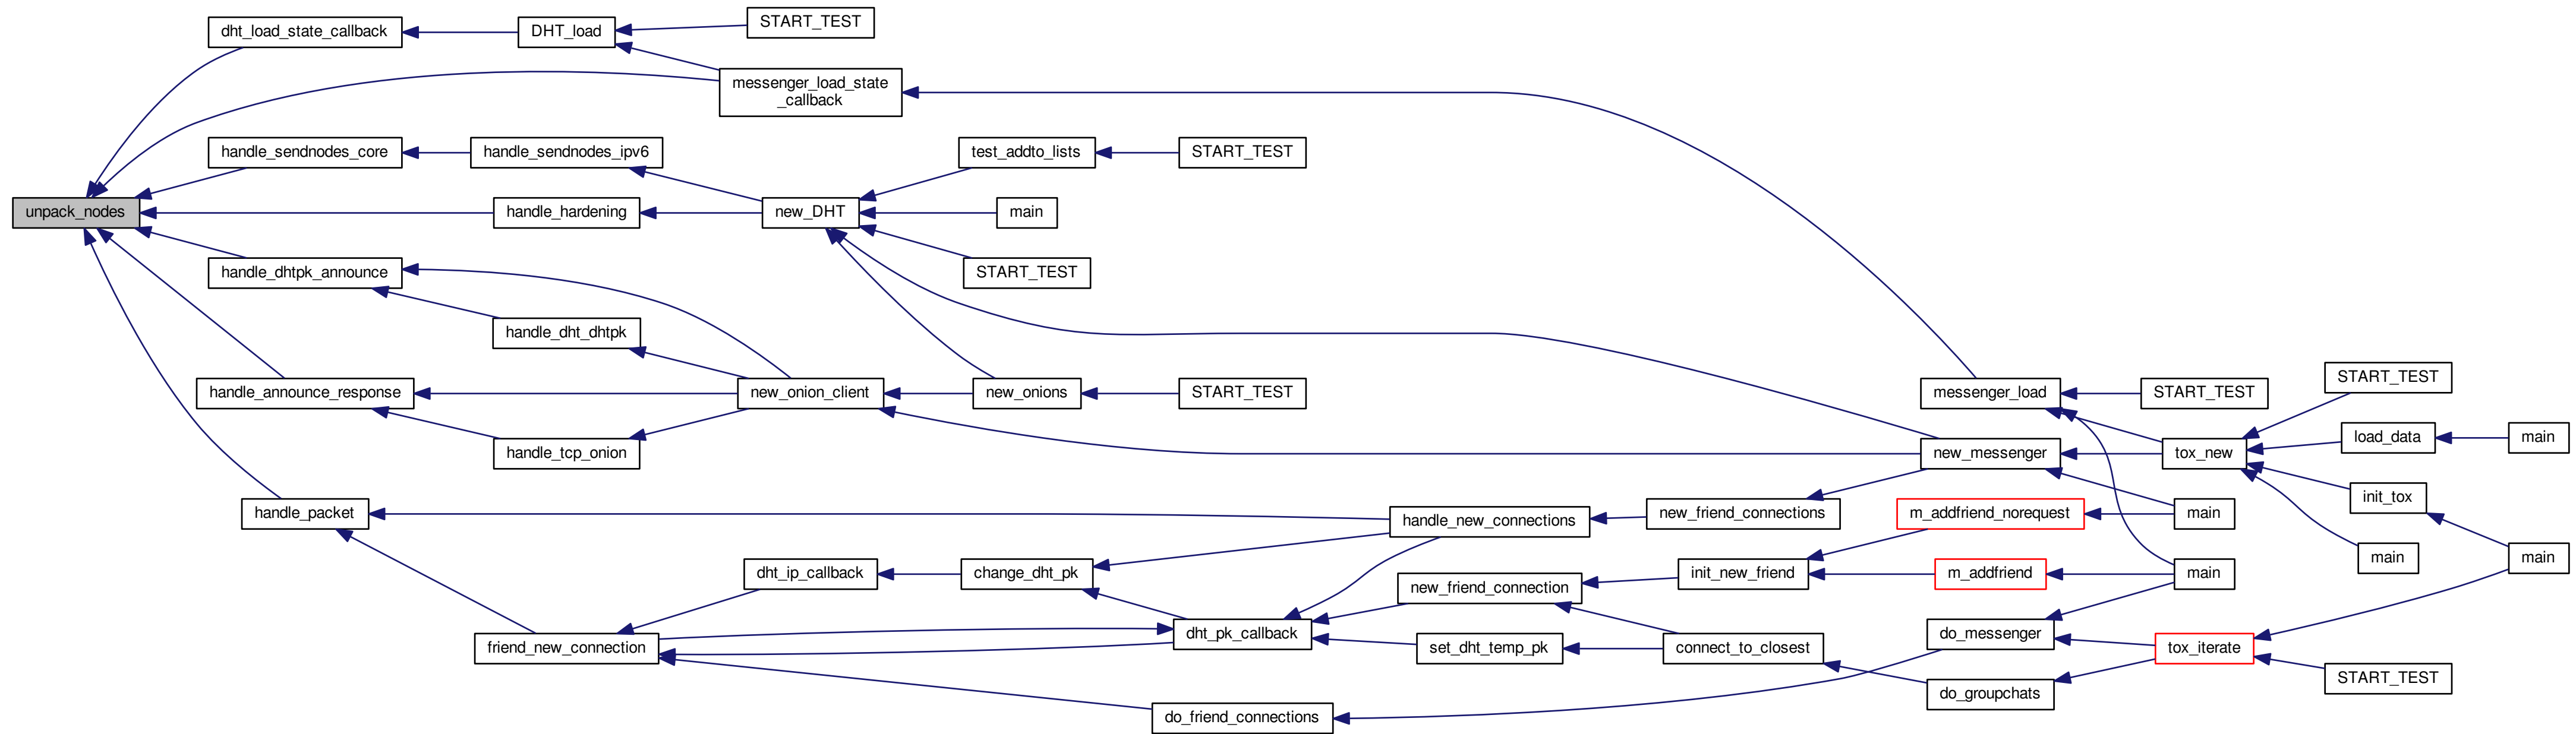 unpack_nodes
dht_load_state_callback
DHT_load
START_TEST
messenger_load_state
_callback
handle_sendnodes_core
handle_sendnodes_ipv6
test_addto_lists
START_TEST
handle_hardening
new_DHT
main
START_TEST
handle_dhtpk_announce
handle_dht_dhtpk
handle_announce_response
new_onion_client
new_onions
START_TEST
handle_tcp_onion
messenger_load
START_TEST
START_TEST
new_messenger
tox_new
load_data
main
init_tox
main
main
handle_packet
handle_new_connections
new_friend_connections
m_addfriend_norequest
main
dht_ip_callback
change_dht_pk
new_friend_connection
init_new_friend
m_addfriend
main
friend_new_connection
dht_pk_callback
set_dht_temp_pk
connect_to_closest
do_messenger
tox_iterate
START_TEST
do_groupchats
do_friend_connections